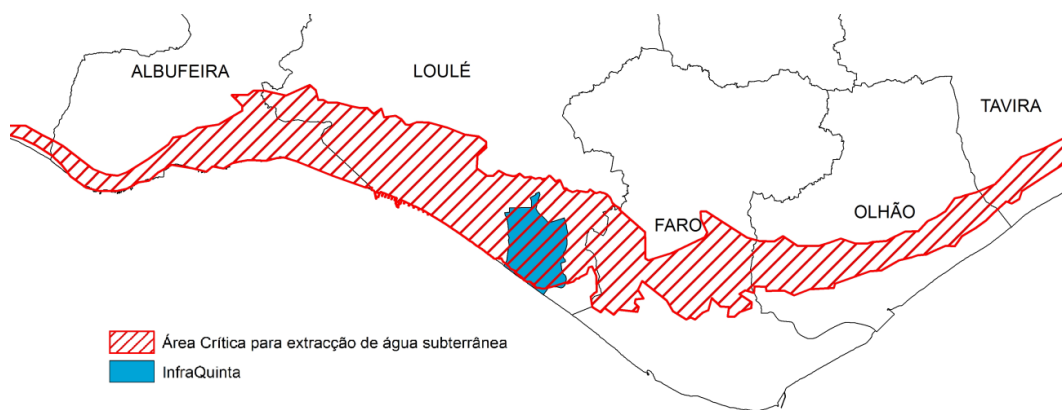 ALBUFEIRA
LOULÉ
TAVIRA
FARO
OLHÃO
Área Crítica para extracção de água subterrânea
InfraQuinta